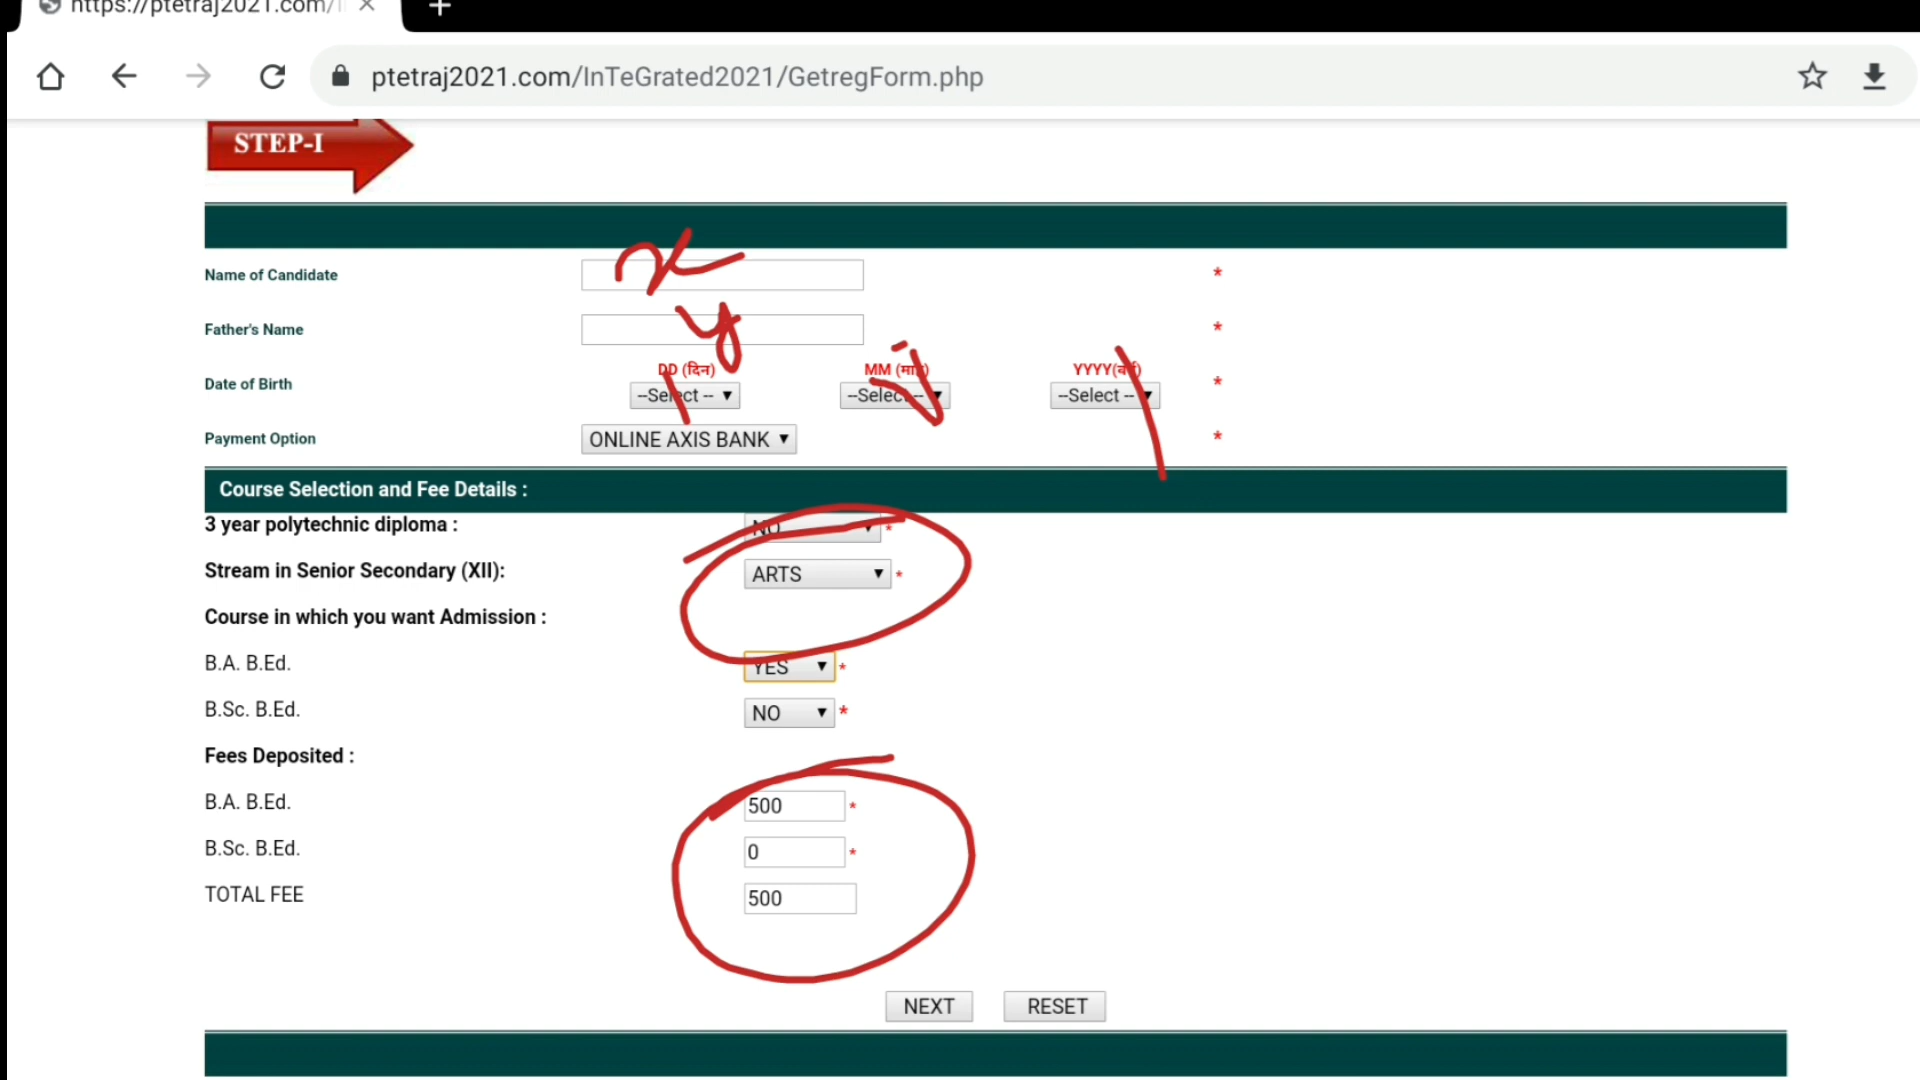 https://ptetraj2021.com/I
ptetraj2021.com/InTeGrated2021/GetregForm.php
STEP-I
Name of Candidate *
x
Father's Name *
y
DD (दिन) MM (माह) YYYY(वर्ष)
Date of Birth --Select -- --Select -- --Select -- *
Payment Option ONLINE AXIS BANK *
Course Selection and Fee Details :
3 year polytechnic diploma : NO *
Stream in Senior Secondary (XII): ARTS *
Course in which you want Admission :
B.A. B.Ed. YES *
B.Sc. B.Ed. NO *
Fees Deposited :
B.A. B.Ed. 500 *
B.Sc. B.Ed. 0 *
TOTAL FEE 500
NEXT RESET